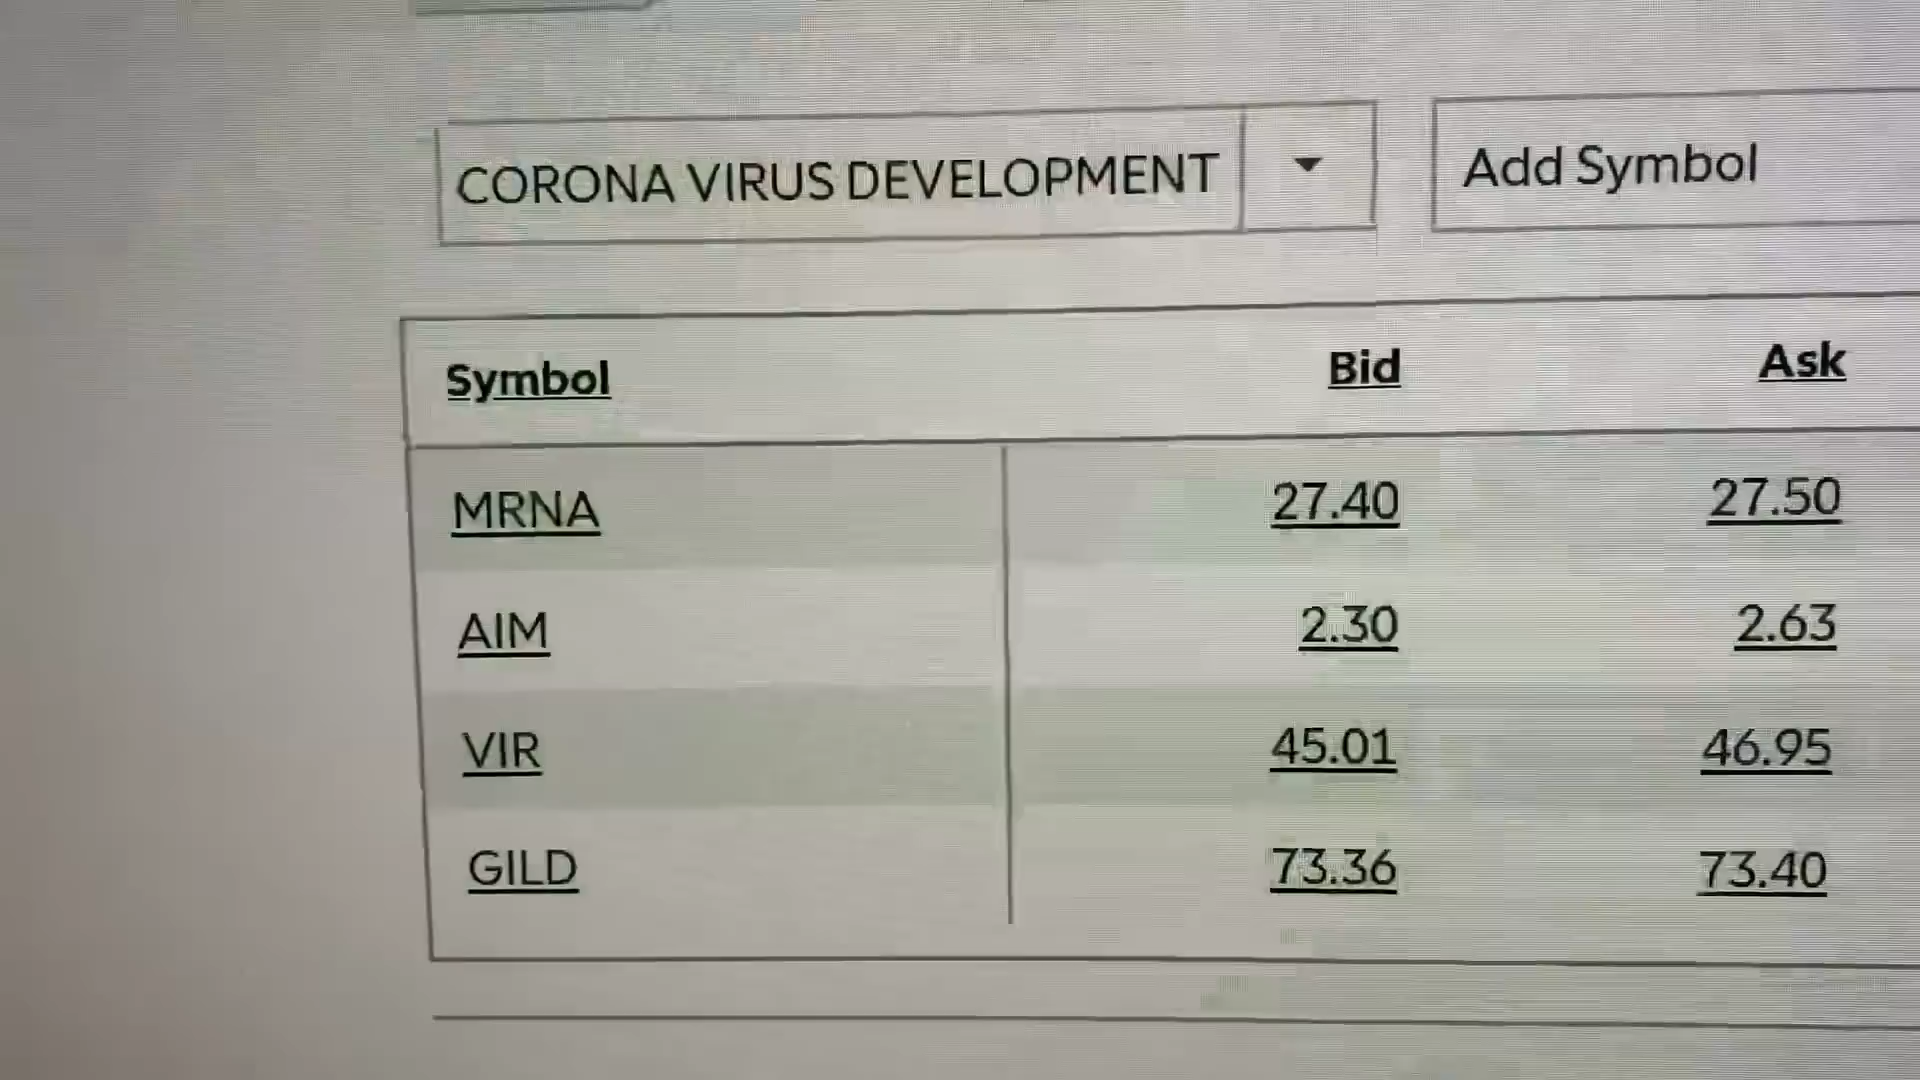 CORONA VIRUS DEVELOPMENT Add Symbol
Symbol Bid Ask
MRNA 27.40 27.50
AIM 2.30 2.63
VIR 45.01 46.95
GILD 73.36 73.40